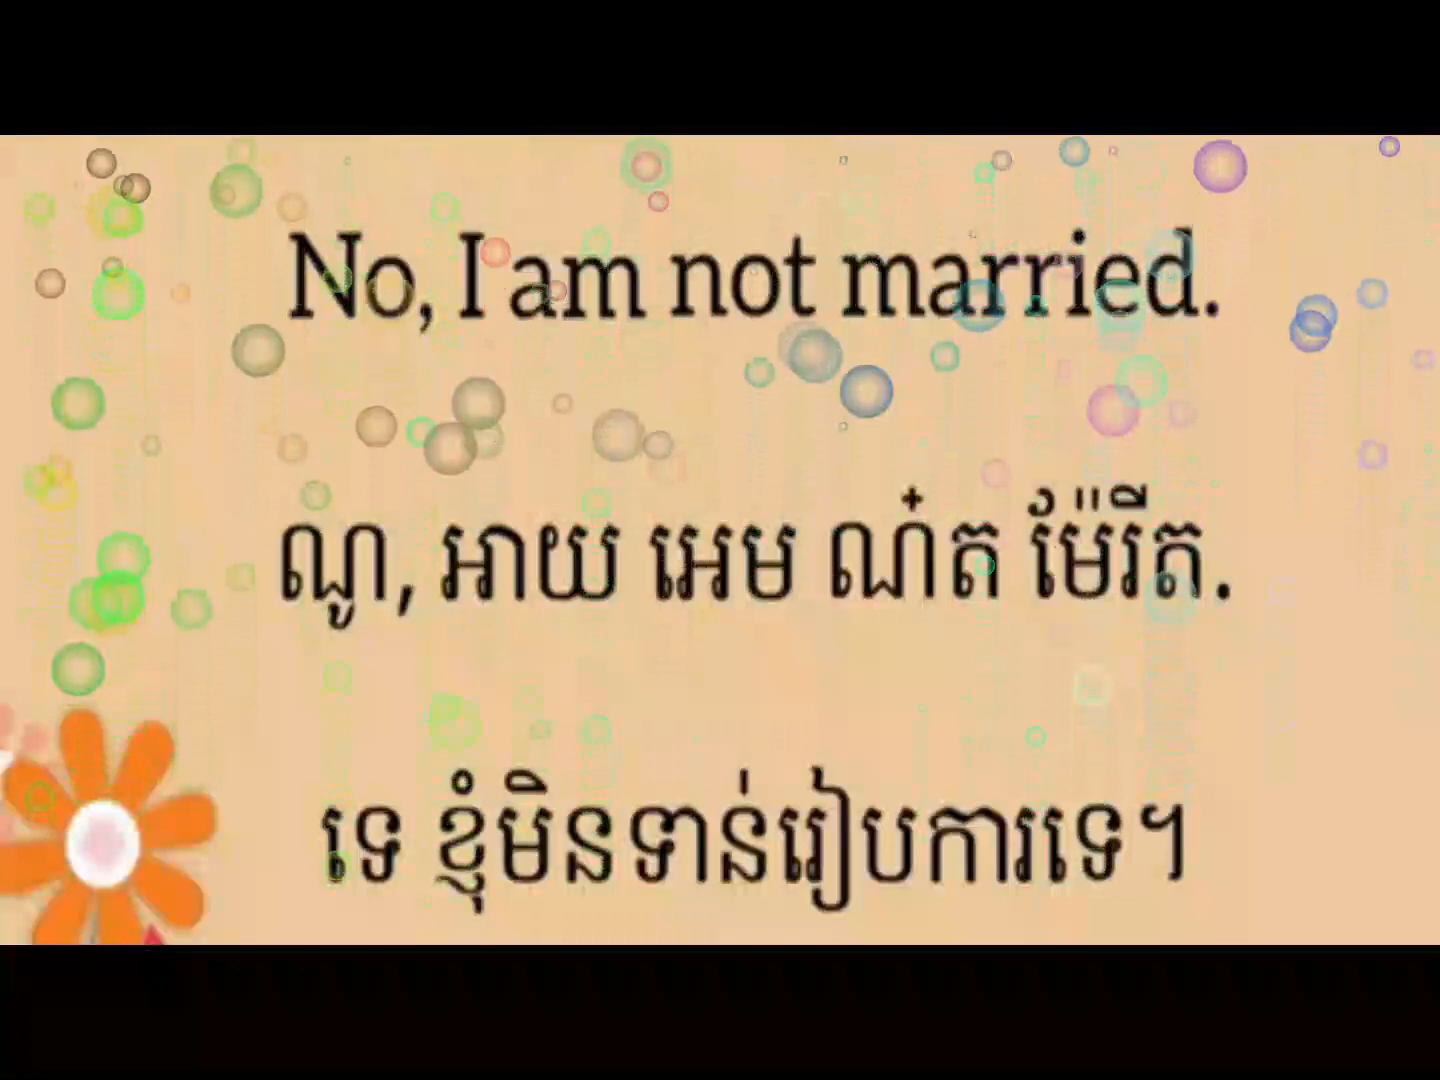 No, I am not married.
ណូ, អាយ អេម ណ៎ត ម៉ែរីត.
ទេ ខ្ញុំមិនទាន់រៀបការទេ។